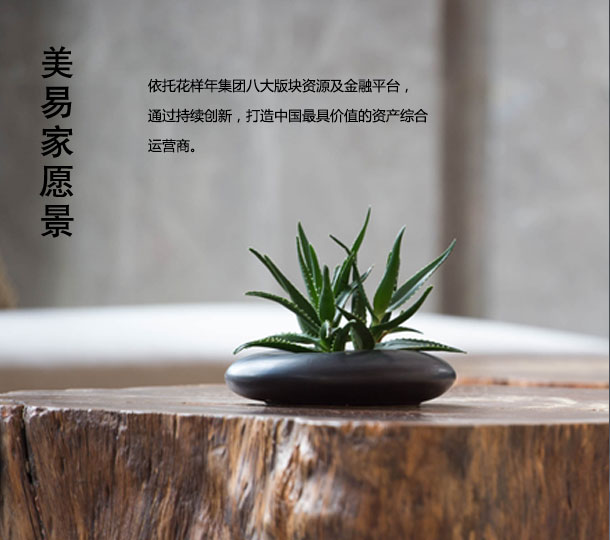 美易家愿景
依托花样年集团八大版块资源及金融平台，
通过持续创新，打造中国最具价值的资产综合
运营商。